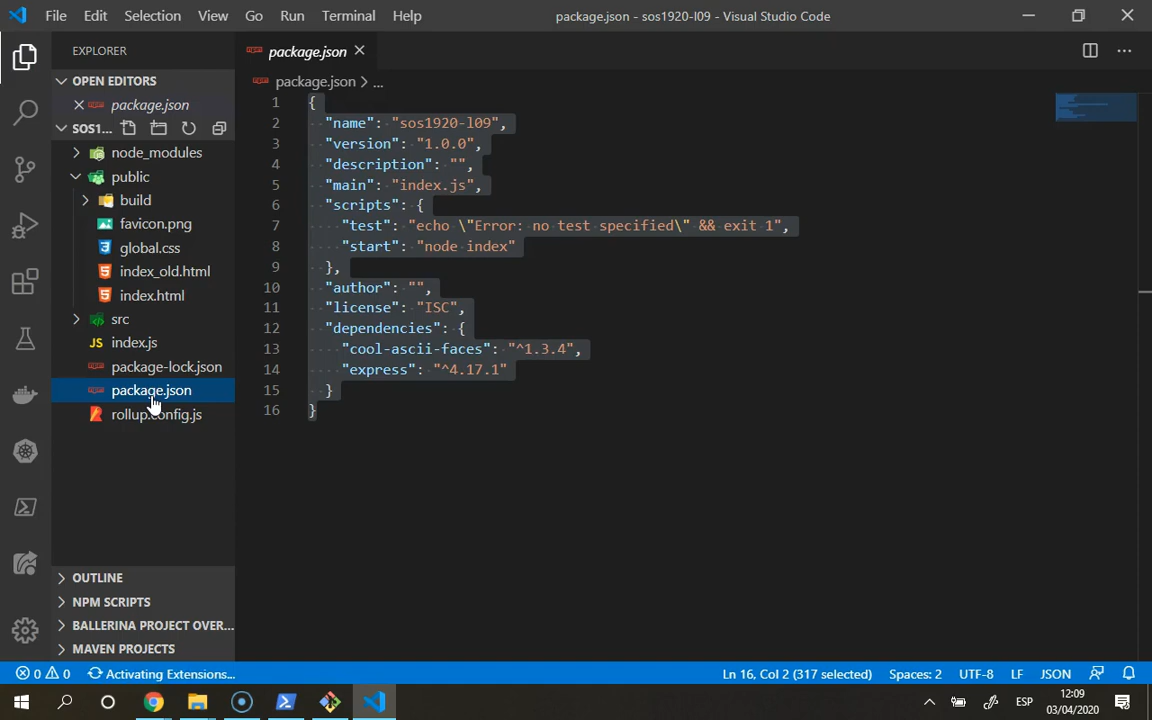 File Edit Selection View Go Run Terminal Help package.json - sos1920-l09 - Visual Studio Code
EXPLORER
OPEN EDITORS
package.json
SOS1...
node_modules
public
build
favicon.png
global.css
index_old.html
index.html
src
JS index.js
package-lock.json
package.json
rollup.config.js
OUTLINE
NPM SCRIPTS
BALLERINA PROJECT OVER...
MAVEN PROJECTS
package.json
package.json > ...
1 {
2 "name": "sos1920-l09",
3 "version": "1.0.0",
4 "description": "",
5 "main": "index.js",
6 "scripts": {
7 "test": "echo \"Error: no test specified\" && exit 1",
8 "start": "node index"
9 },
10 "author": "",
11 "license": "ISC",
12 "dependencies": {
13 "cool-ascii-faces": "^1.3.4",
14 "express": "^4.17.1"
15 }
16 }
0 0 Activating Extensions... Ln 16, Col 2 (317 selected) Spaces: 2 UTF-8 LF JSON
ESP 12:09
03/04/2020